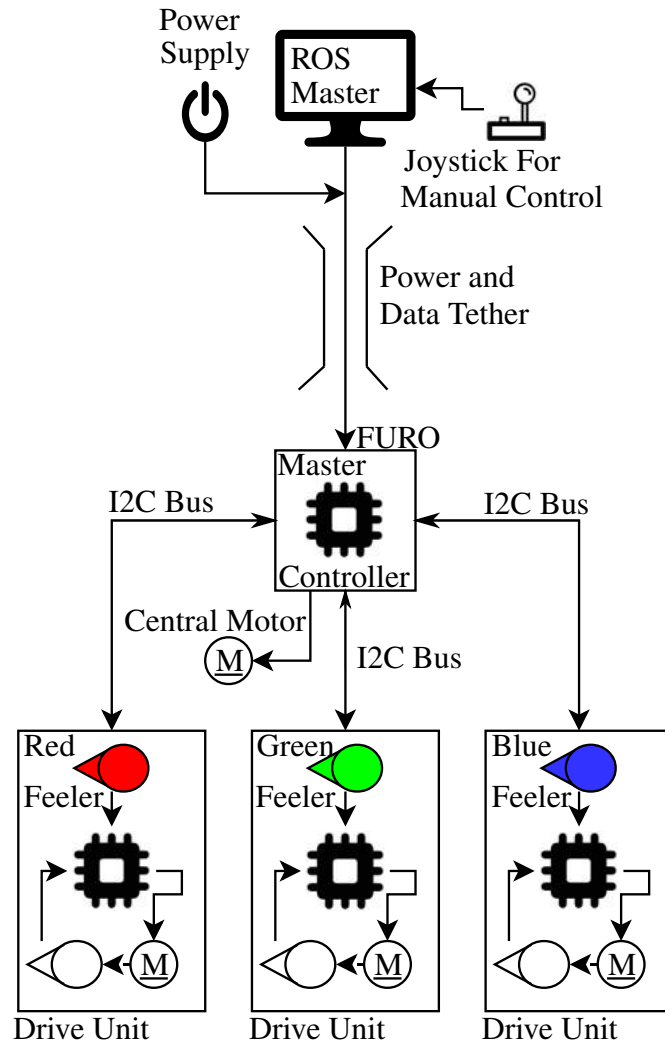 Power
Supply
ROS
Master
Joystick For
Manual Control
Power and
Data Tether
FURO
Master
Controller
I2C Bus
I2C Bus
Central Motor
M
I2C Bus
Red
Feeler
M
Drive Unit
Green
Feeler
M
Drive Unit
Blue
Feeler
M
Drive Unit